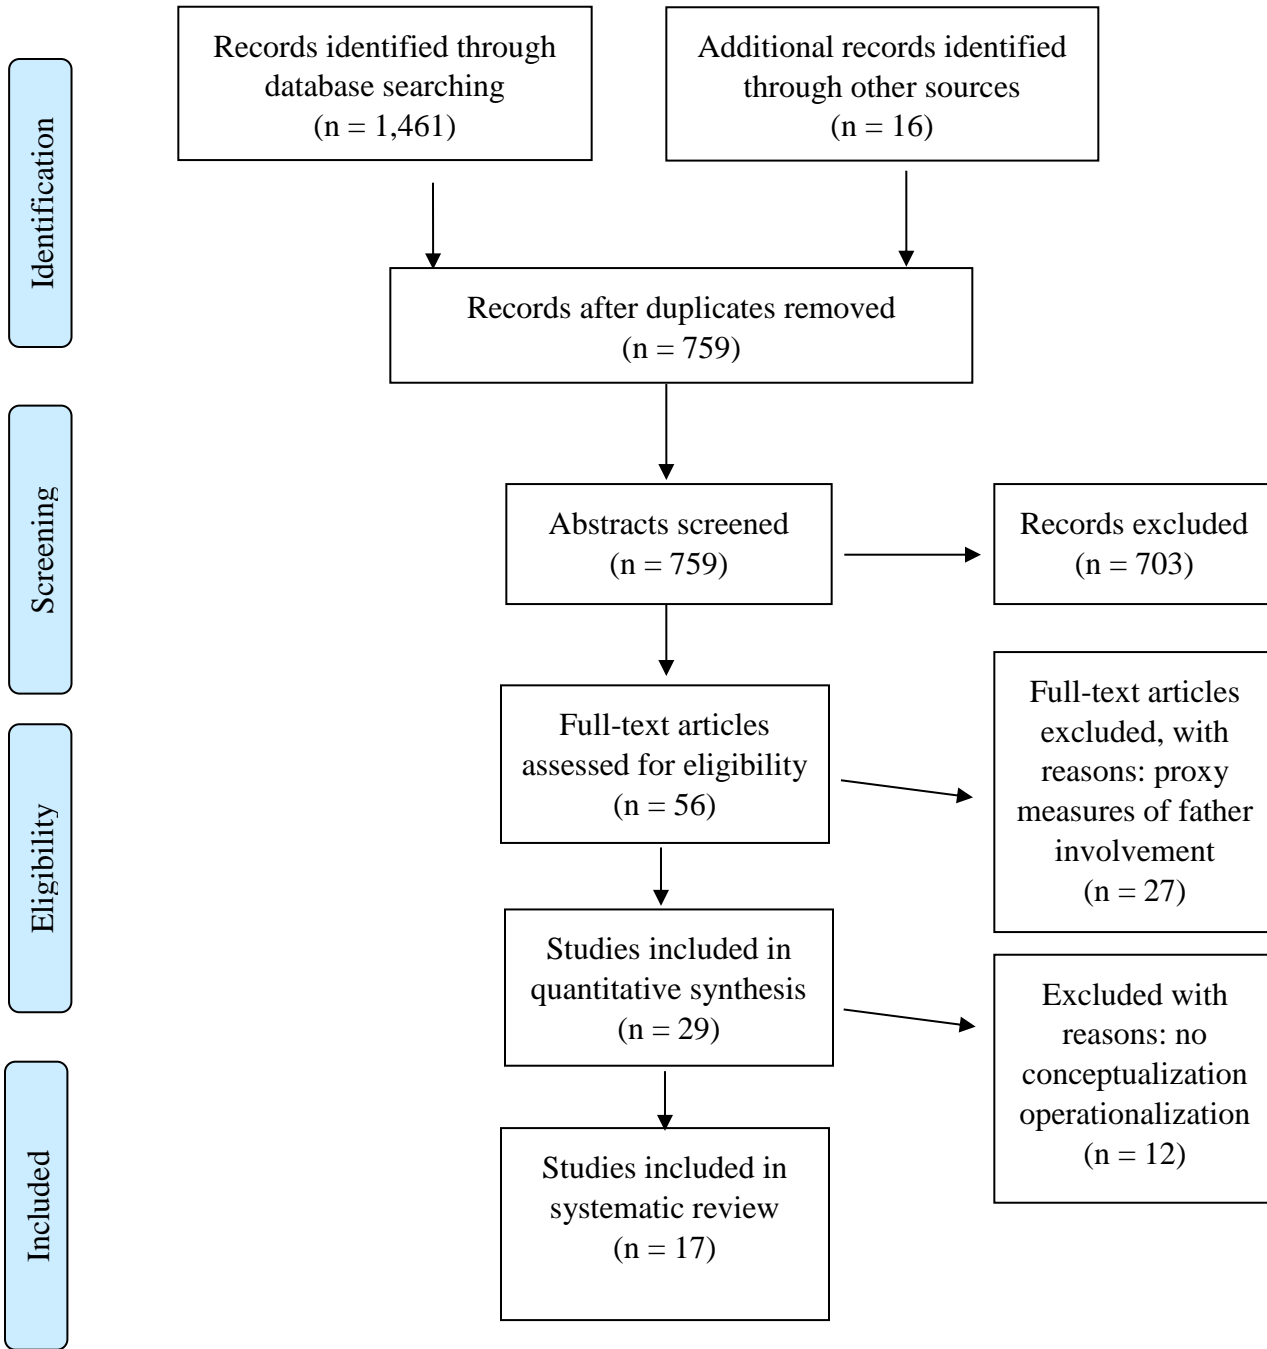 Identification
Records identified through
database searching
(n = 1,461)
Additional records identified
through other sources
(n = 16)
Records after duplicates removed
(n = 759)
Screening
Abstracts screened
(n = 759)
Records excluded
(n = 703)
Eligibility
Full-text articles
assessed for eligibility
(n = 56)
Full-text articles
excluded, with
reasons: proxy
measures of father
involvement
(n = 27)
Studies included in
quantitative synthesis
(n = 29)
Excluded with
reasons: no
conceptualization
operationalization
(n = 12)
Included
Studies included in
systematic review
(n = 17)